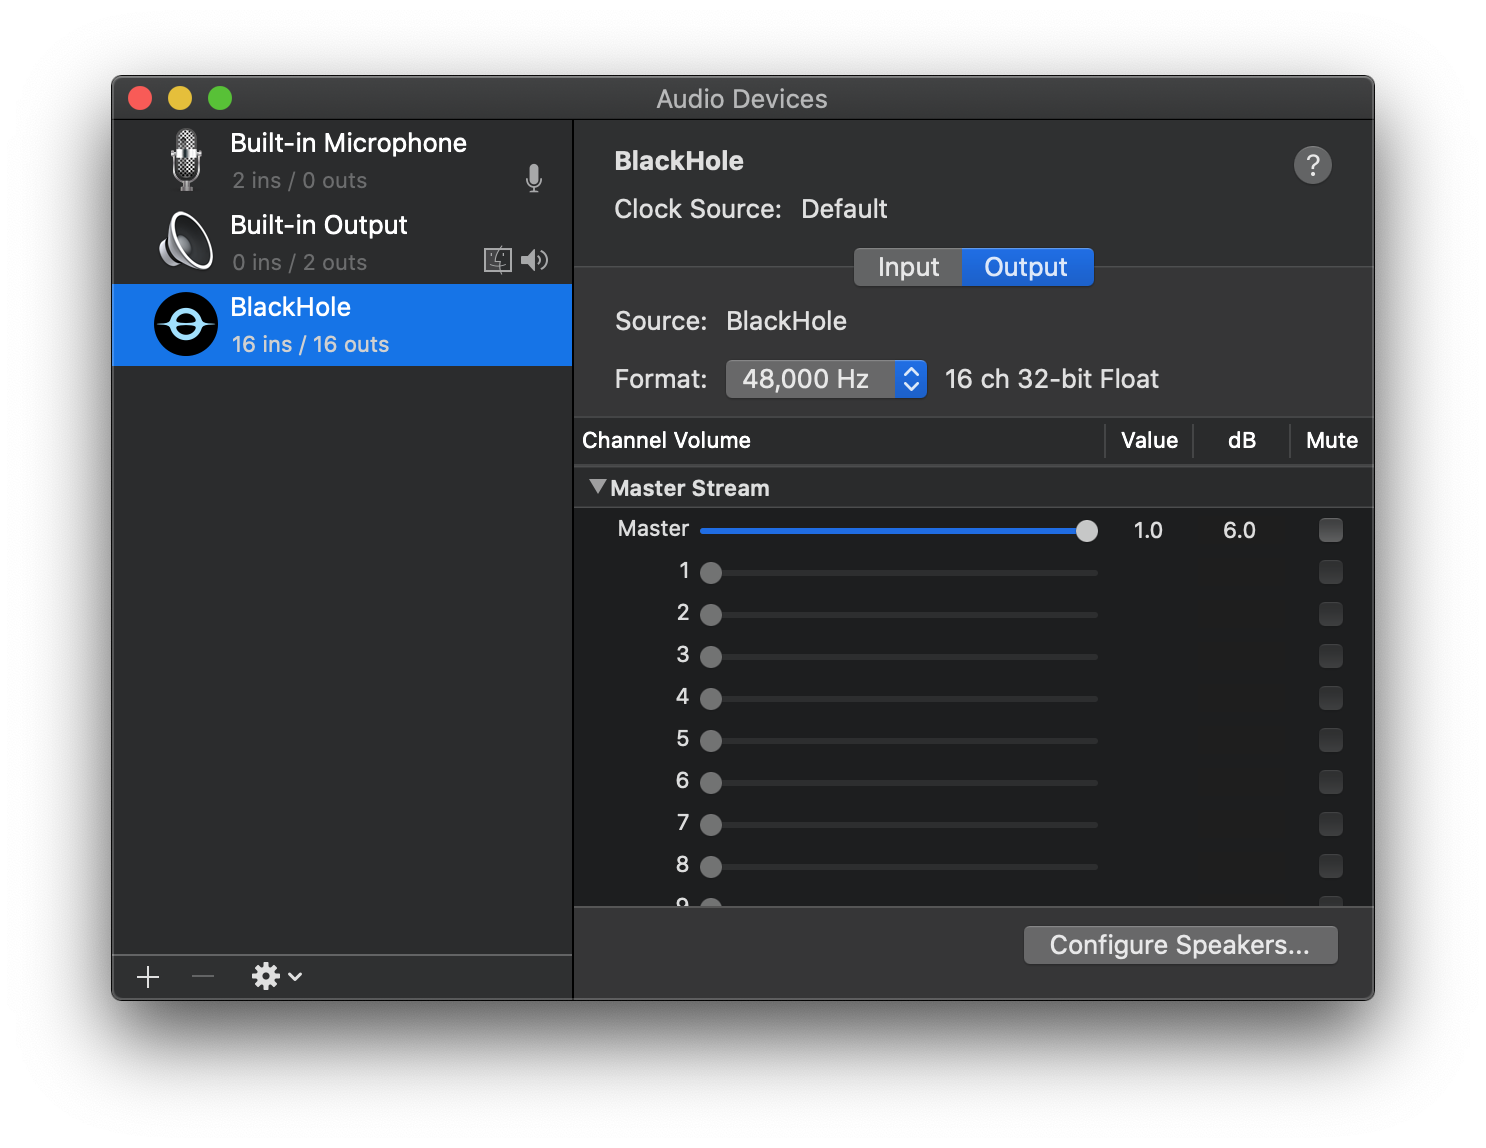 Audio Devices
Built-in Microphone
2 ins / 0 outs
Built-in Output
0 ins / 2 outs
BlackHole
16 ins / 16 outs
BlackHole
?
Clock Source: Default
Input Output
Source: BlackHole
Format: 48,000 Hz 16 ch 32-bit Float
Channel Volume Value dB Mute
Master Stream
Master 1.0 6.0
1
2
3
4
5
6
7
8
9
Configure Speakers...